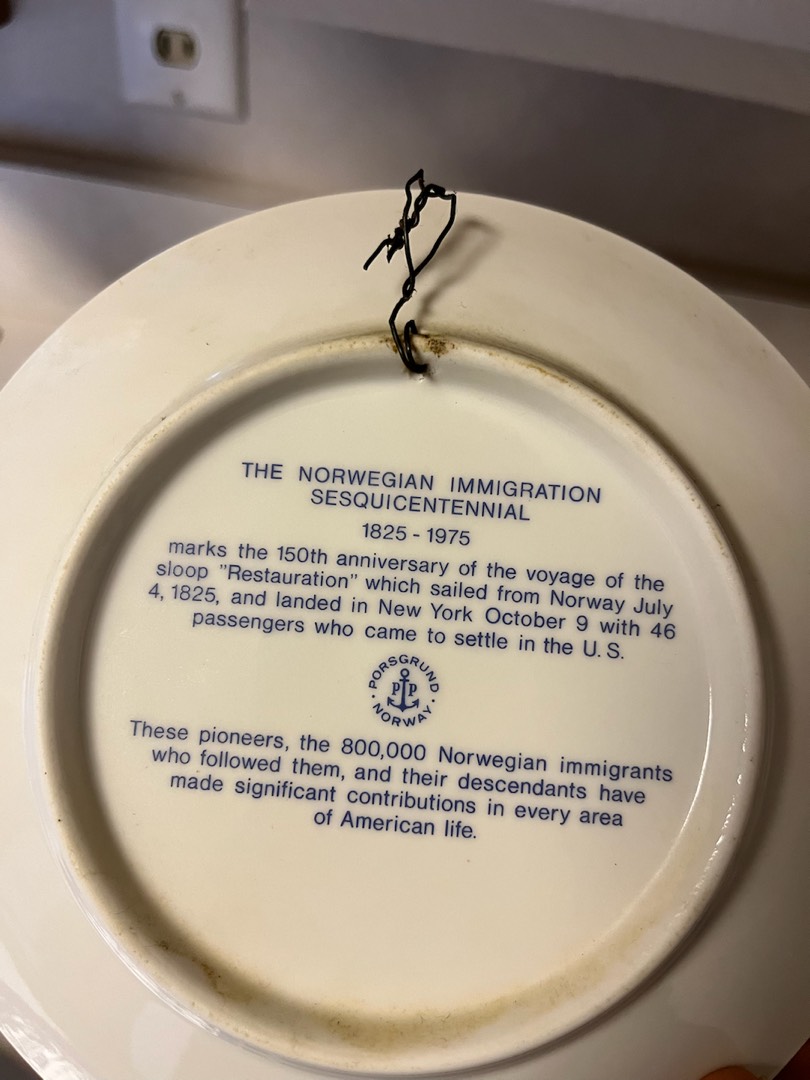 THE NORWEGIAN IMMIGRATION
SESQUICENTENNIAL
1825 - 1975
marks the 150th anniversary of the voyage of the
sloop "Restauration" which sailed from Norway July
4, 1825, and landed in New York October 9 with 46
passengers who came to settle in the U. S.
PORSGRUND
P P
NORWAY
These pioneers, the 800,000 Norwegian immigrants
who followed them, and their descendants have
made significant contributions in every area
of American life.